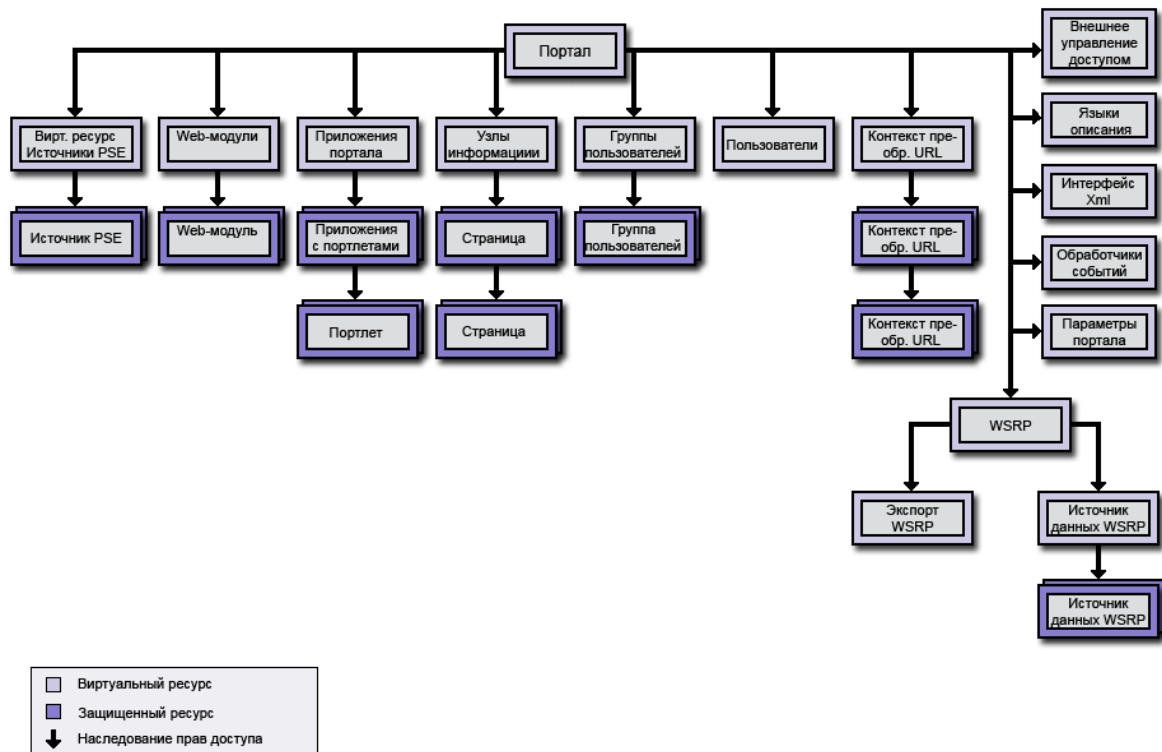 Портал
Внешнее
управление
доступом
Вирт. ресурс
Источники PSE
Web-модули
Приложения
портала
Узлы
информациии
Группы
пользователей
Пользователи
Контекст пре-
обр. URL
Языки
описания
Интерфейс
Xml
Источник PSE
Web-модуль
Приложения
с портлетами
Страница
Группа
пользователей
Контекст пре-
обр. URL
Обработчики
событий
Портлет
Страница
Контекст пре-
обр. URL
Параметры
портала
WSRP
Экспорт
WSRP
Источник
данных WSRP
Источник
данных WSRP
Виртуальный ресурс
Защищенный ресурс
Наследование прав доступа